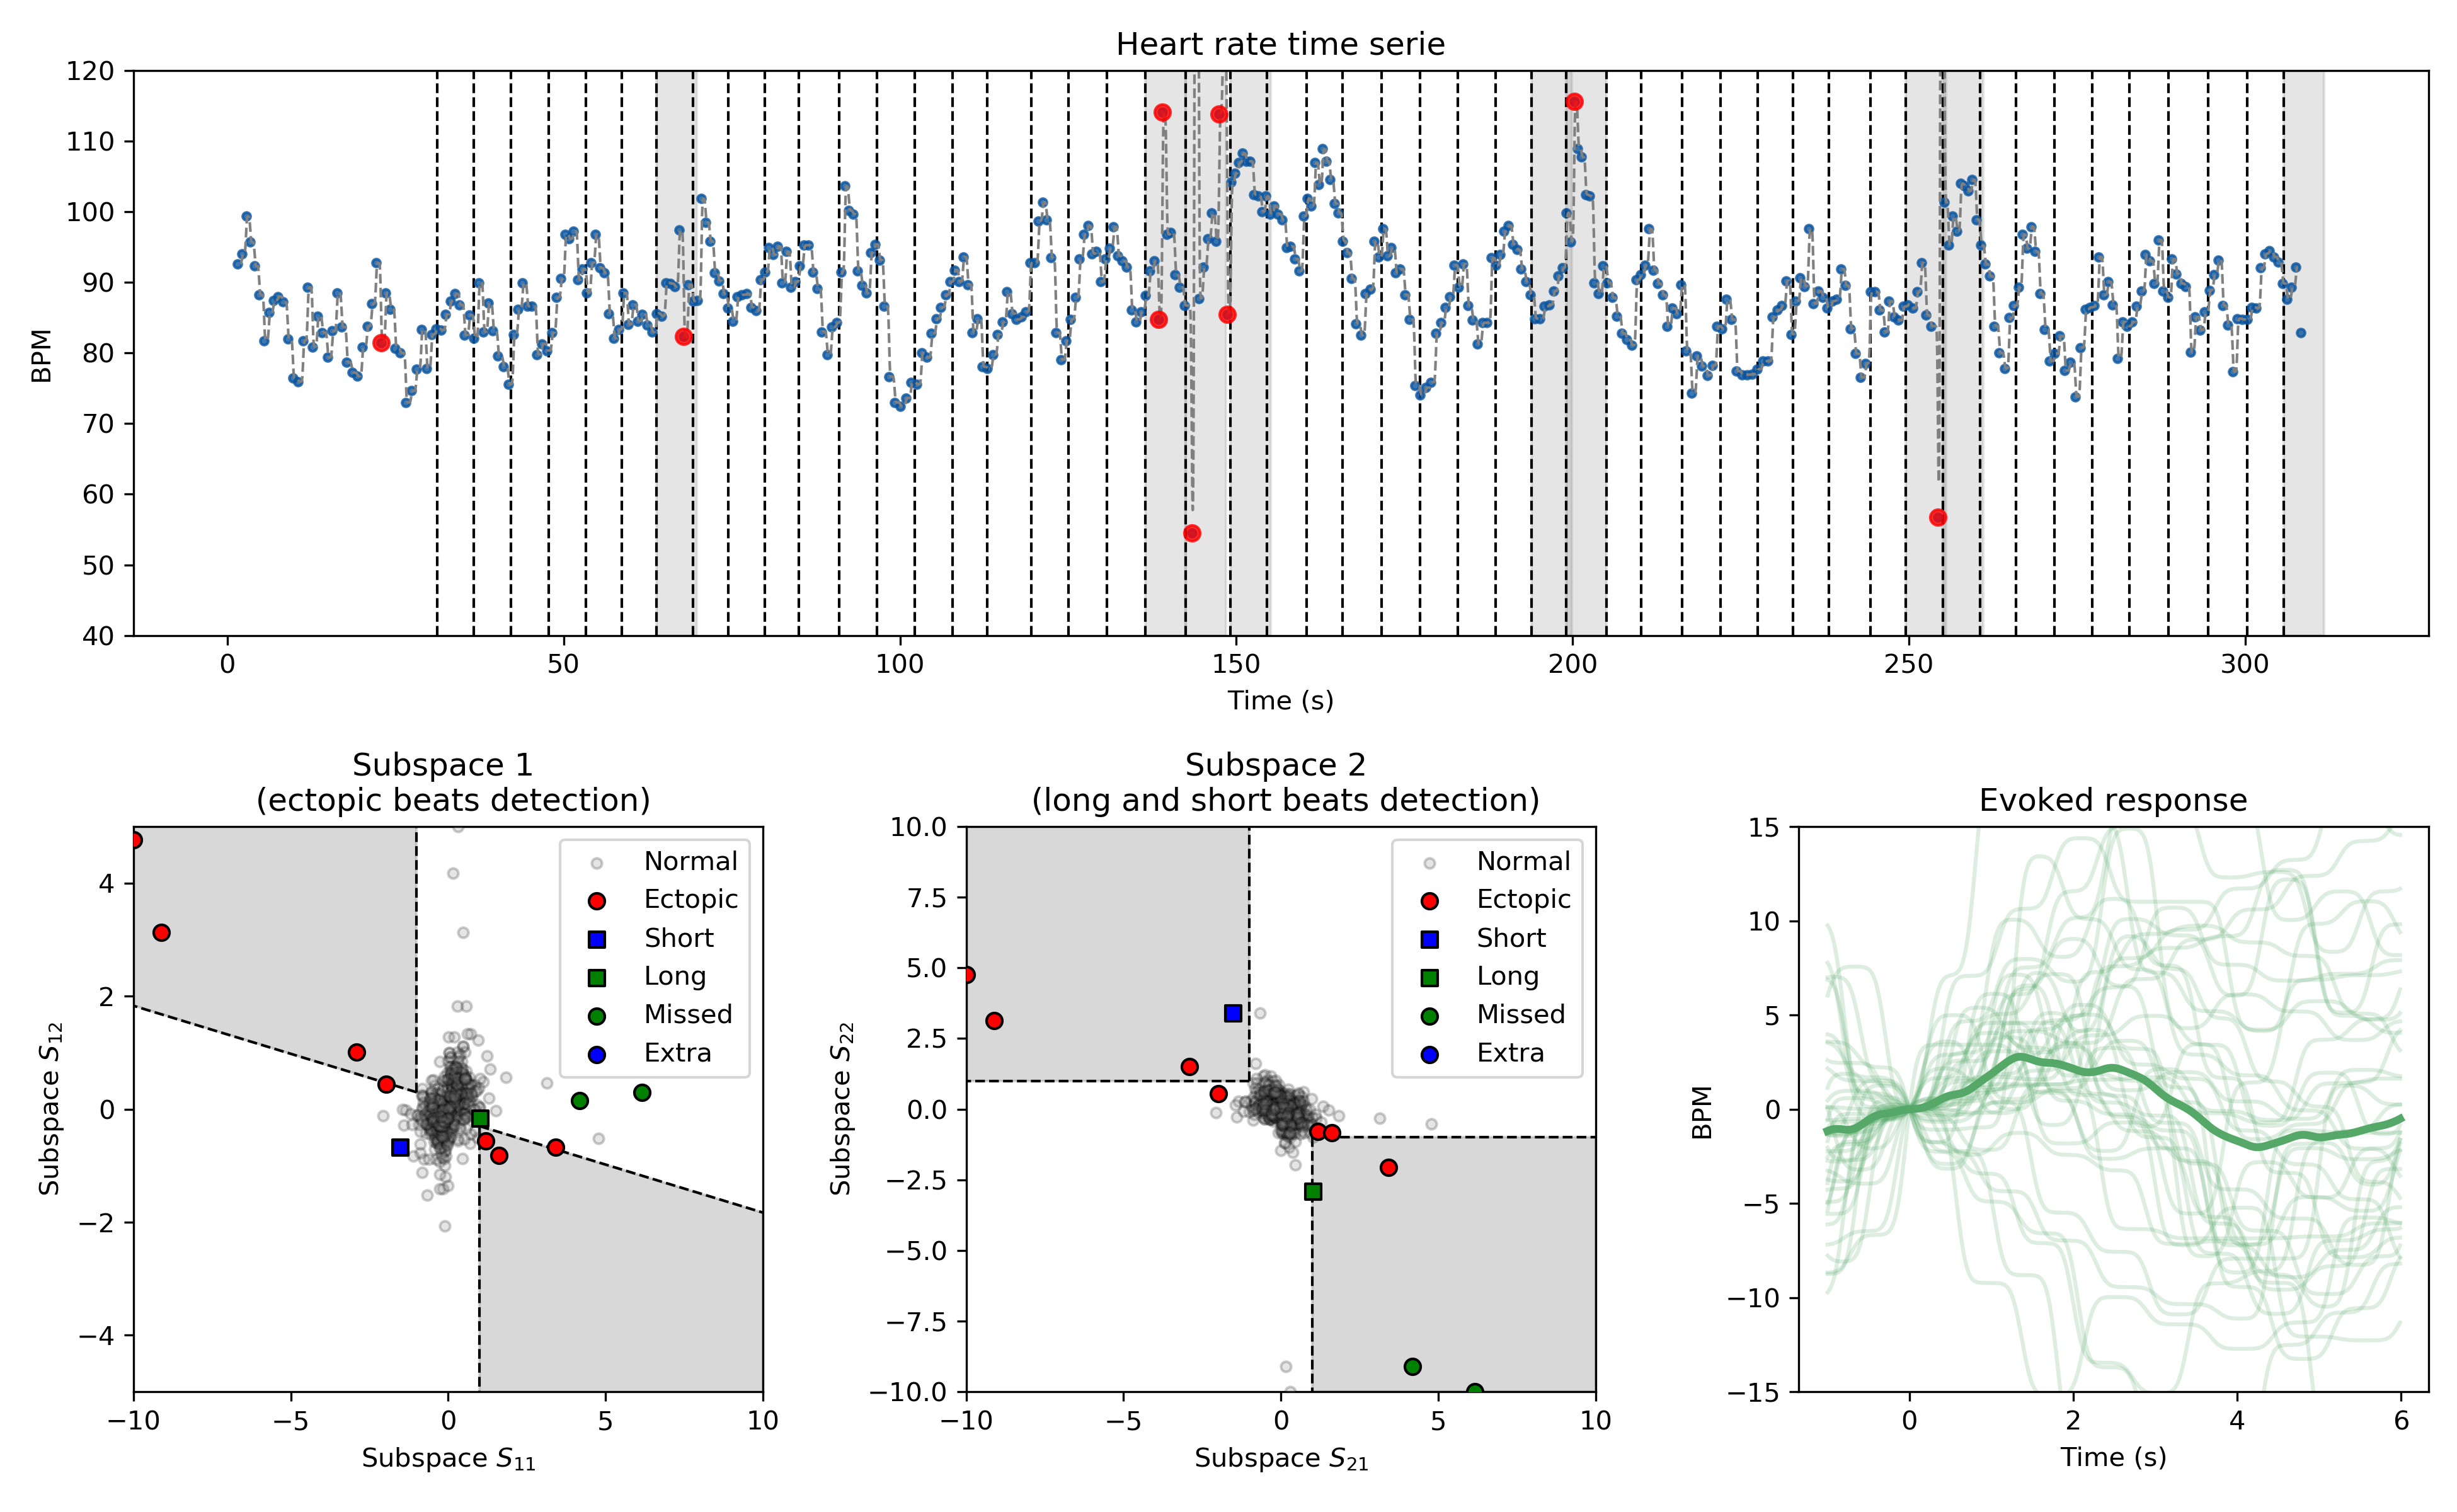 Heart rate time serie
120
110
100
90
80
70
60
50
40
BPM
0 50 100 150 200 250 300
Time (s)
Subspace 1
(ectopic beats detection)
4
2
0
−2
−4
Subspace S₁₂
Normal
Ectopic
Short
Long
Missed
Extra
−10 −5 0 5 10
Subspace S₁₁
Subspace 2
(long and short beats detection)
10.0
7.5
5.0
2.5
0.0
−2.5
−5.0
−7.5
−10.0
Subspace S₂₂
Normal
Ectopic
Short
Long
Missed
Extra
−10 −5 0 5 10
Subspace S₂₁
Evoked response
15
10
5
0
−5
−10
−15
BPM
0 2 4 6
Time (s)